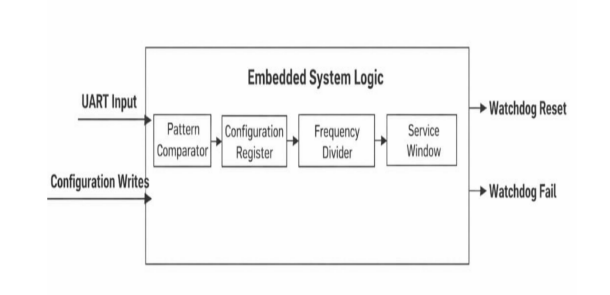 Embedded System Logic
UART Input
Pattern
Comparator
Configuration
Register
Frequency
Divider
Service
Window
Watchdog Reset
Configuration Writes
Watchdog Fail